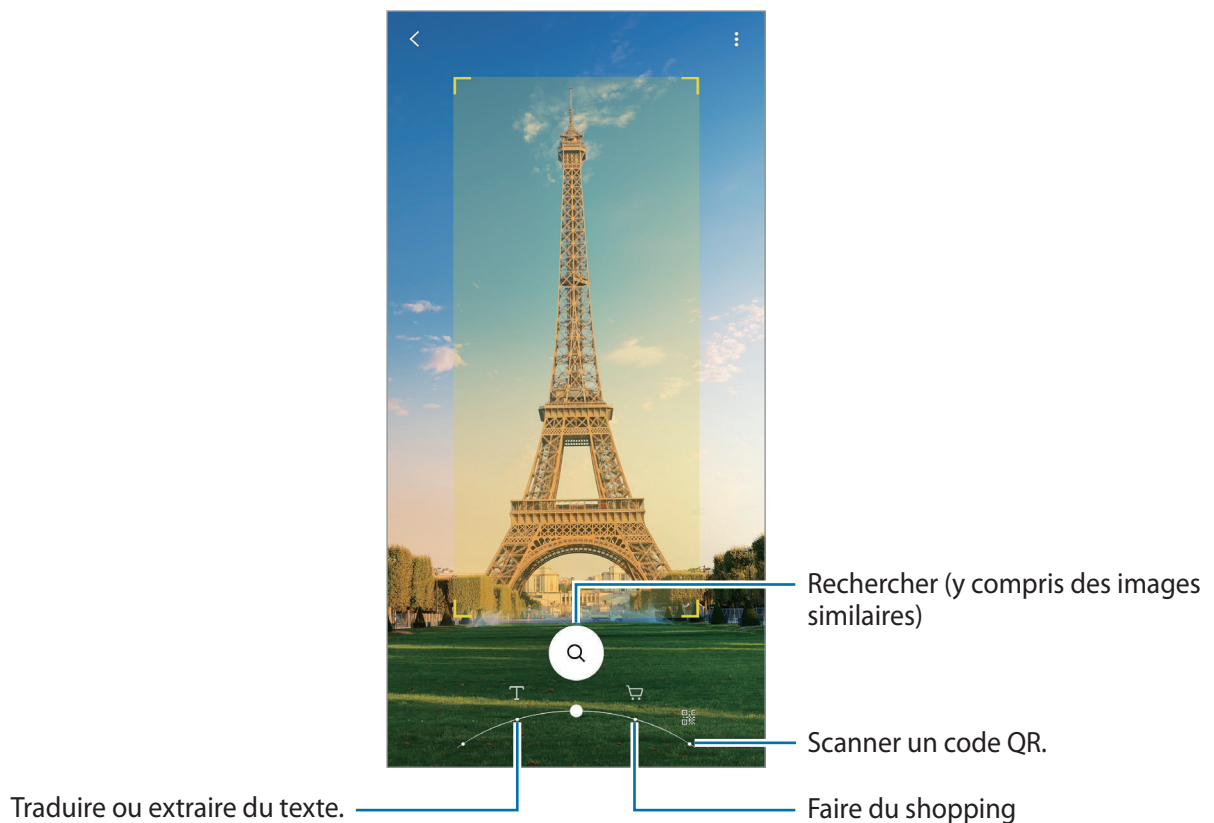 Rechercher (y compris des images
similaires)
T
Scanner un code QR.
Traduire ou extraire du texte.
Faire du shopping